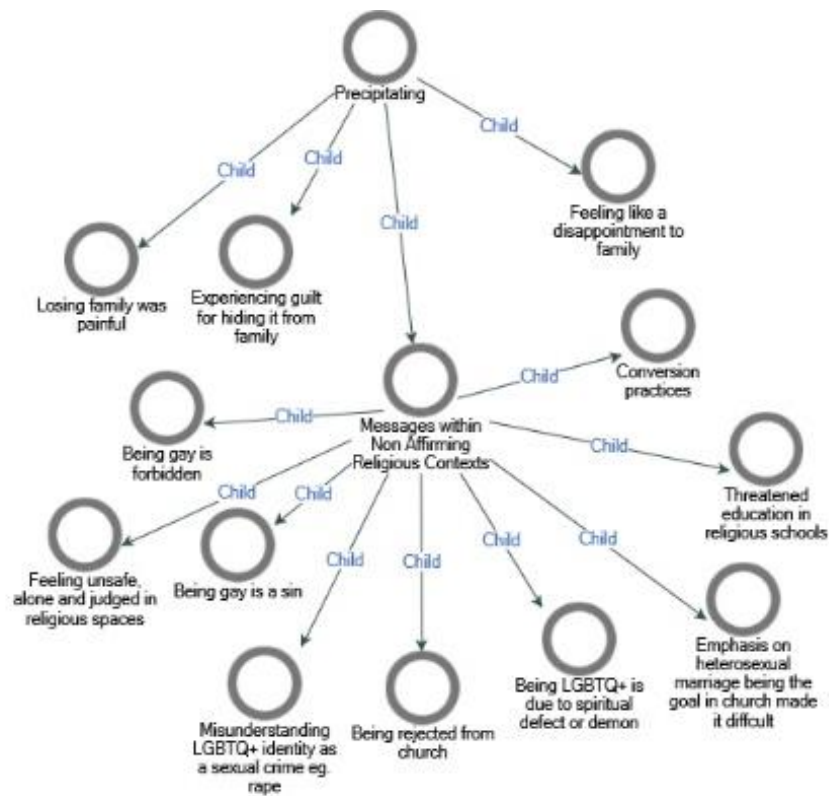 Precipitating
Child
Child
Child
Child
Feeling like a
disappointment to
family
Losing family was
painful
Experiencing guilt
for hiding it from
family
Messages within
Non Affirming
Religious Contexts
Child
Conversion
practices
Child
Being gay is
forbidden
Child
Threatened
education in
religious schools
Child
Feeling unsafe,
alone and judged in
religious spaces
Child
Being gay is a sin
Child
Misunderstanding
LGBTQ+ identity as
a sexual crime eg.
rape
Child
Being rejected from
church
Child
Being LGBTQ+ is
due to spiritual
defect or demon
Child
Emphasis on
heterosexual
marriage being the
goal in church made
it diffcult